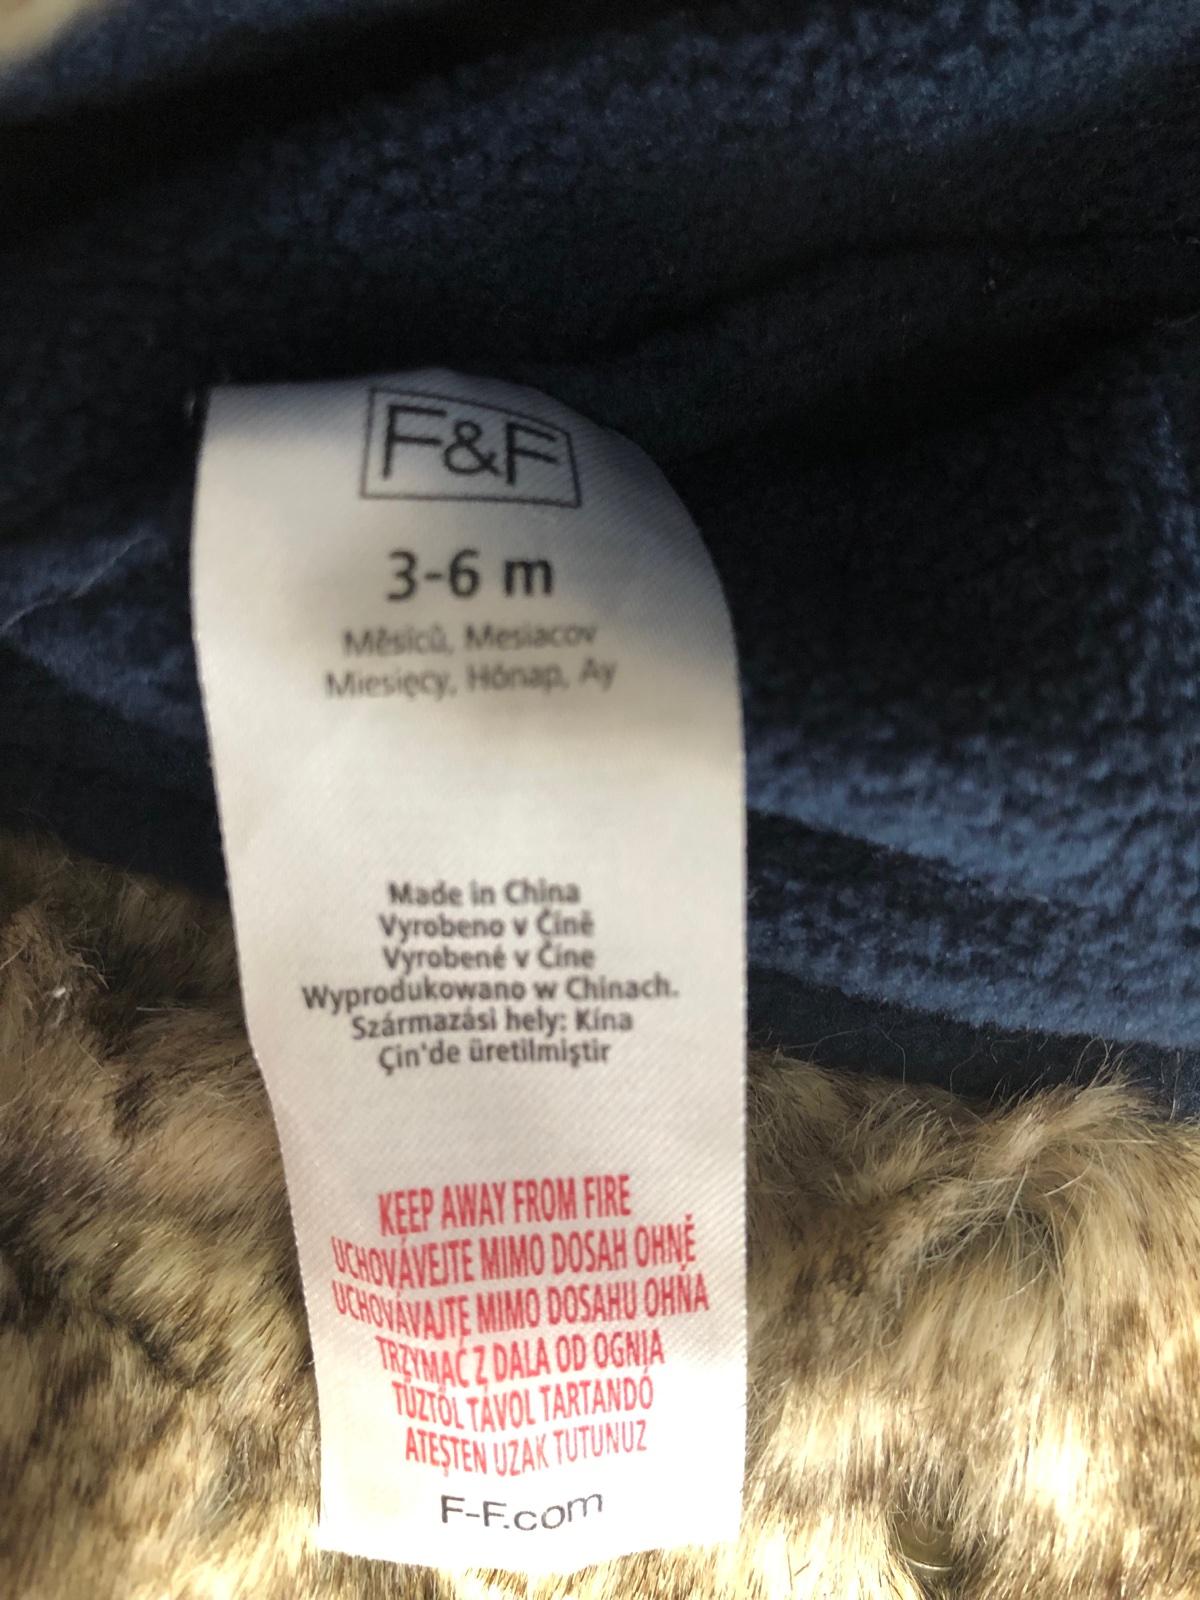 F&F
3-6 m
Měsíců, Mesiacov
Miesięcy, Hónap, Ay
Made in China
Vyrobeno v Číně
Vyrobené v Číne
Wyprodukowano w Chinach.
Származási hely: Kína
Çin'de üretilmiştir
KEEP AWAY FROM FIRE
UCHOVÁVEJTE MIMO DOSAH OHNĚ
UCHOVÁVAJTE MIMO DOSAHU OHŇA
TRZYMAĆ Z DALA OD OGNIA
TŰZTŐL TÁVOL TARTANDÓ
ATEŞTEN UZAK TUTUNUZ
F-F.com